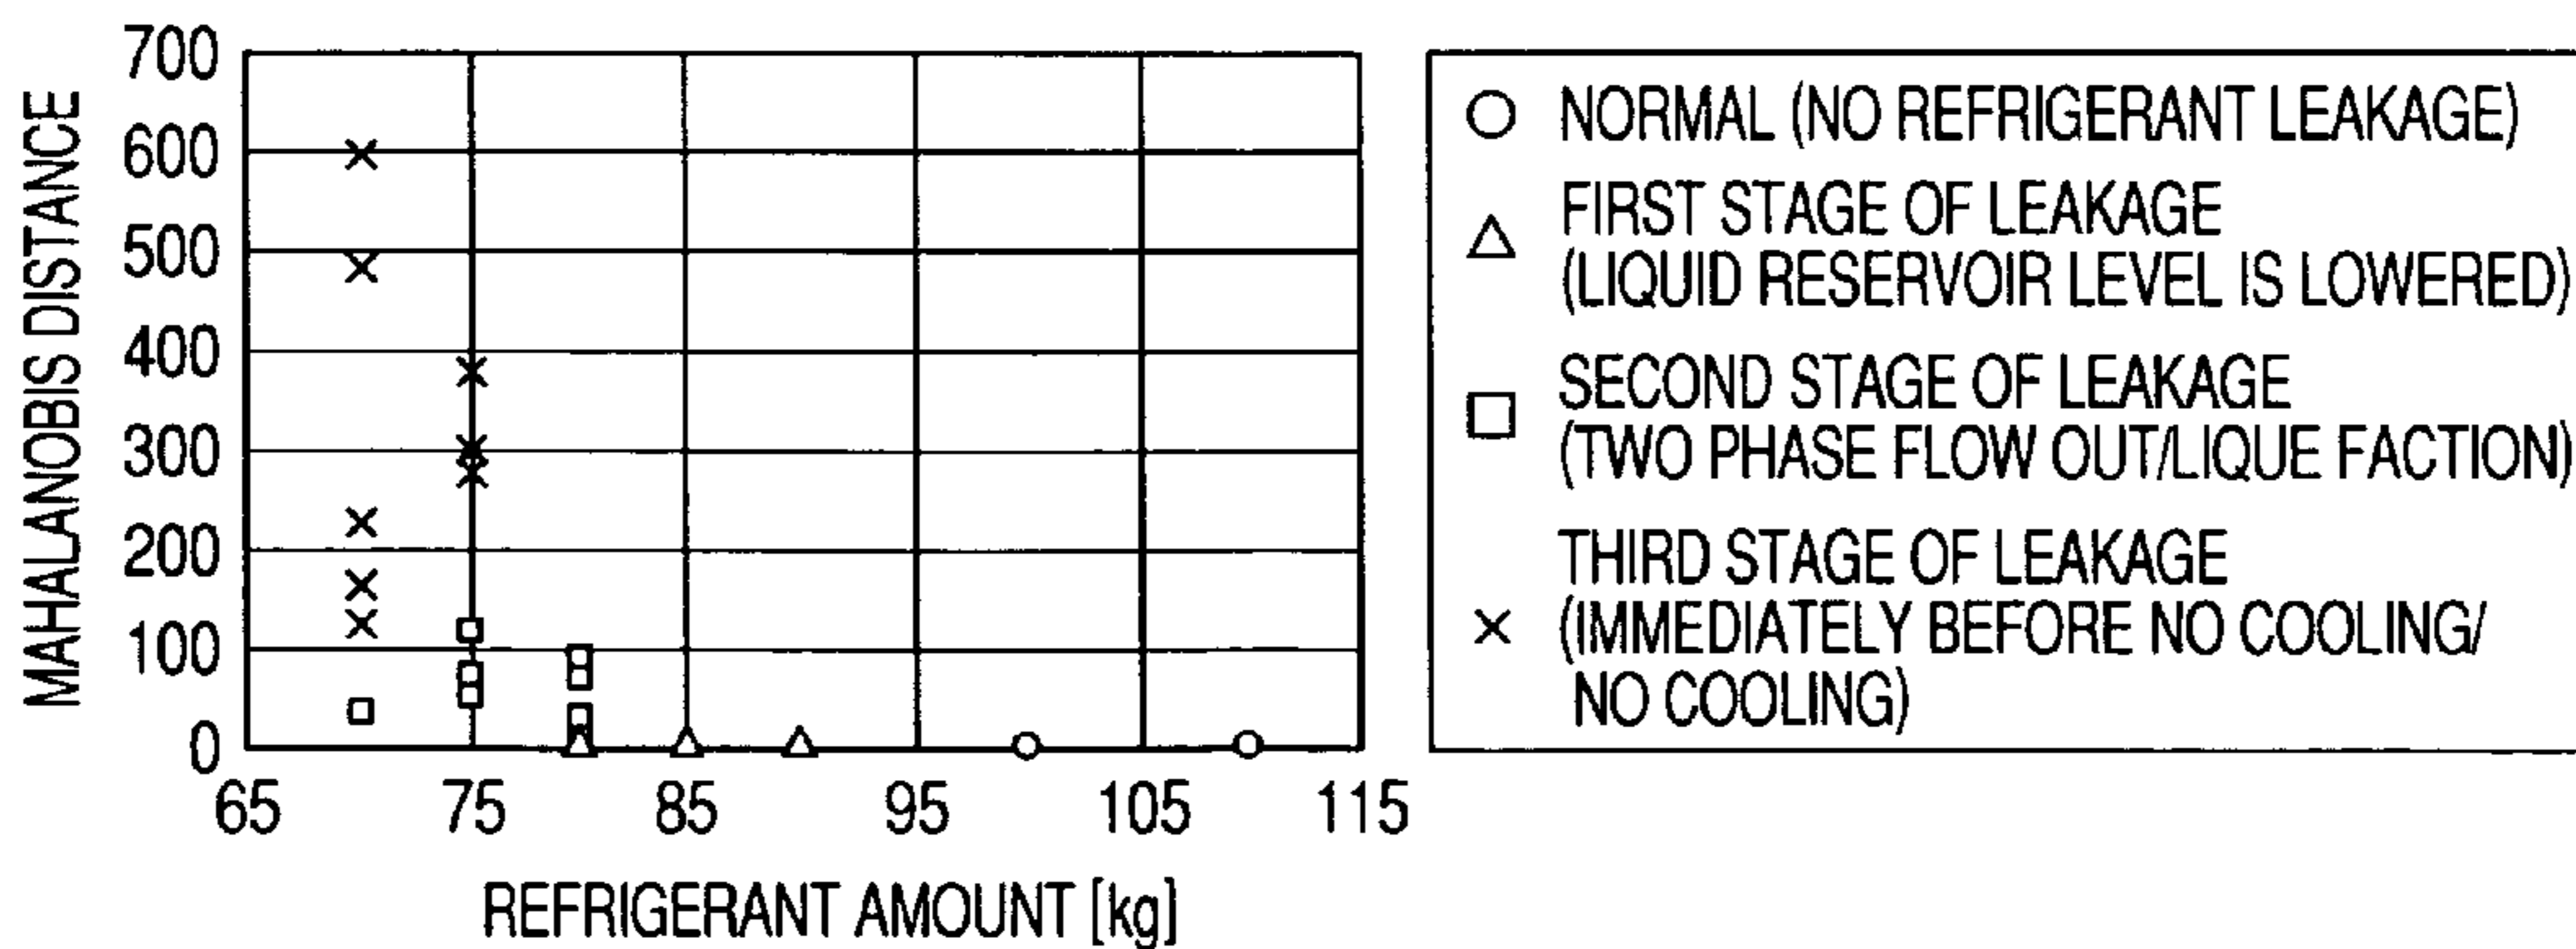 MAHALANOBIS DISTANCE
700
600
500
400
300
200
100
0
65 75 85 95 105 115
REFRIGERANT AMOUNT [kg]
NORMAL (NO REFRIGERANT LEAKAGE)
FIRST STAGE OF LEAKAGE
(LIQUID RESERVOIR LEVEL IS LOWERED)
SECOND STAGE OF LEAKAGE
(TWO PHASE FLOW OUT/LIQUE FACTION)
THIRD STAGE OF LEAKAGE
(IMMEDIATELY BEFORE NO COOLING/
NO COOLING)